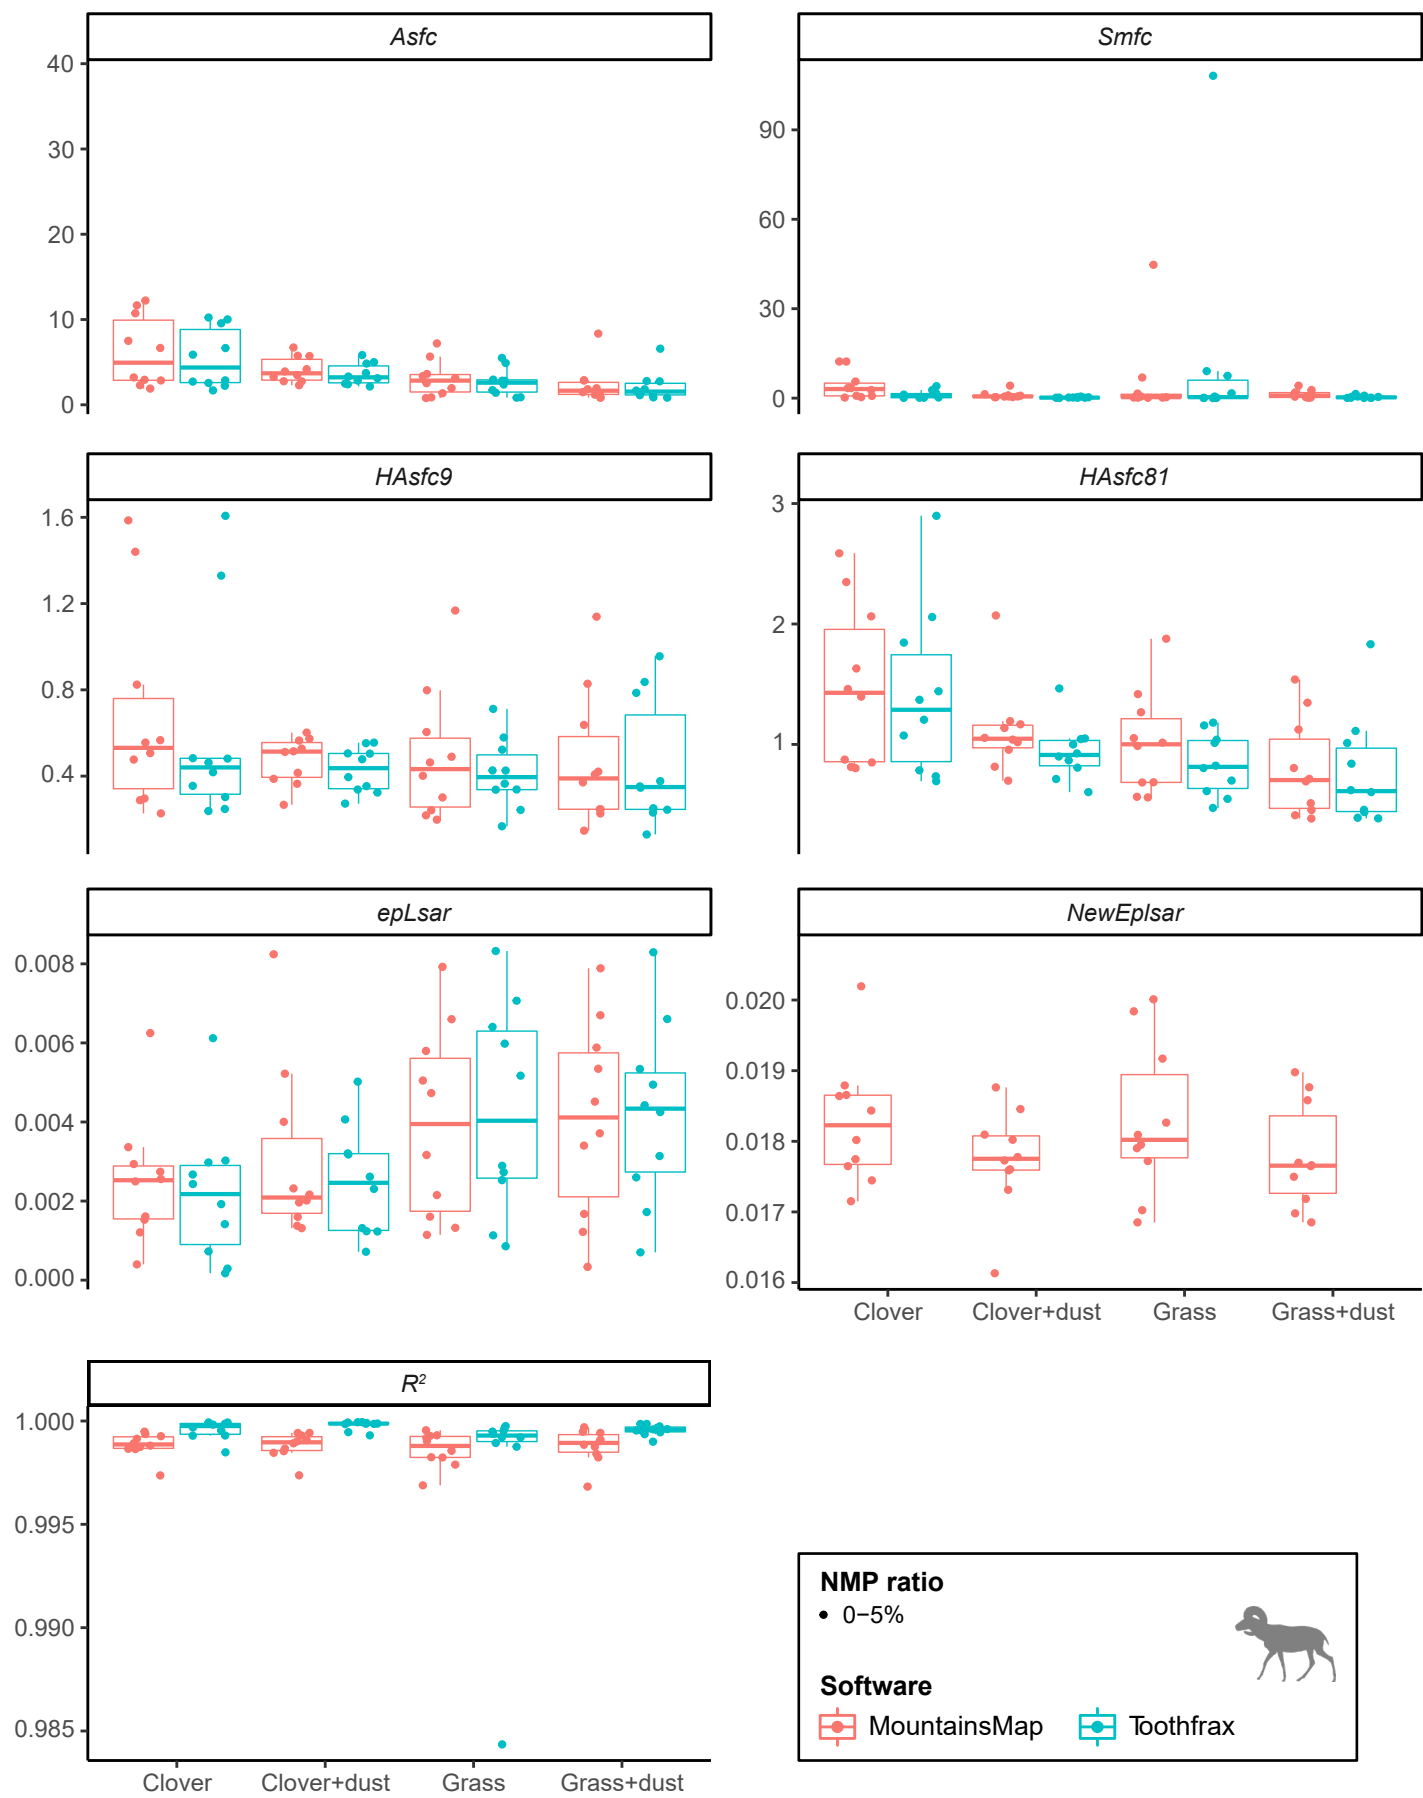 Asfc
Smfc
40
30
20
10
0
90
60
30
0
HAsfc9
HAsfc81
1.6
1.2
0.8
0.4
3
2
1
epLsar
NewEplsar
0.008
0.006
0.004
0.002
0.000
0.020
0.019
0.018
0.017
0.016
Clover Clover+dust Grass Grass+dust
R²
1.000
0.995
0.990
0.985
Clover Clover+dust Grass Grass+dust
NMP ratio
0−5%
Software
MountainsMap Toothfrax